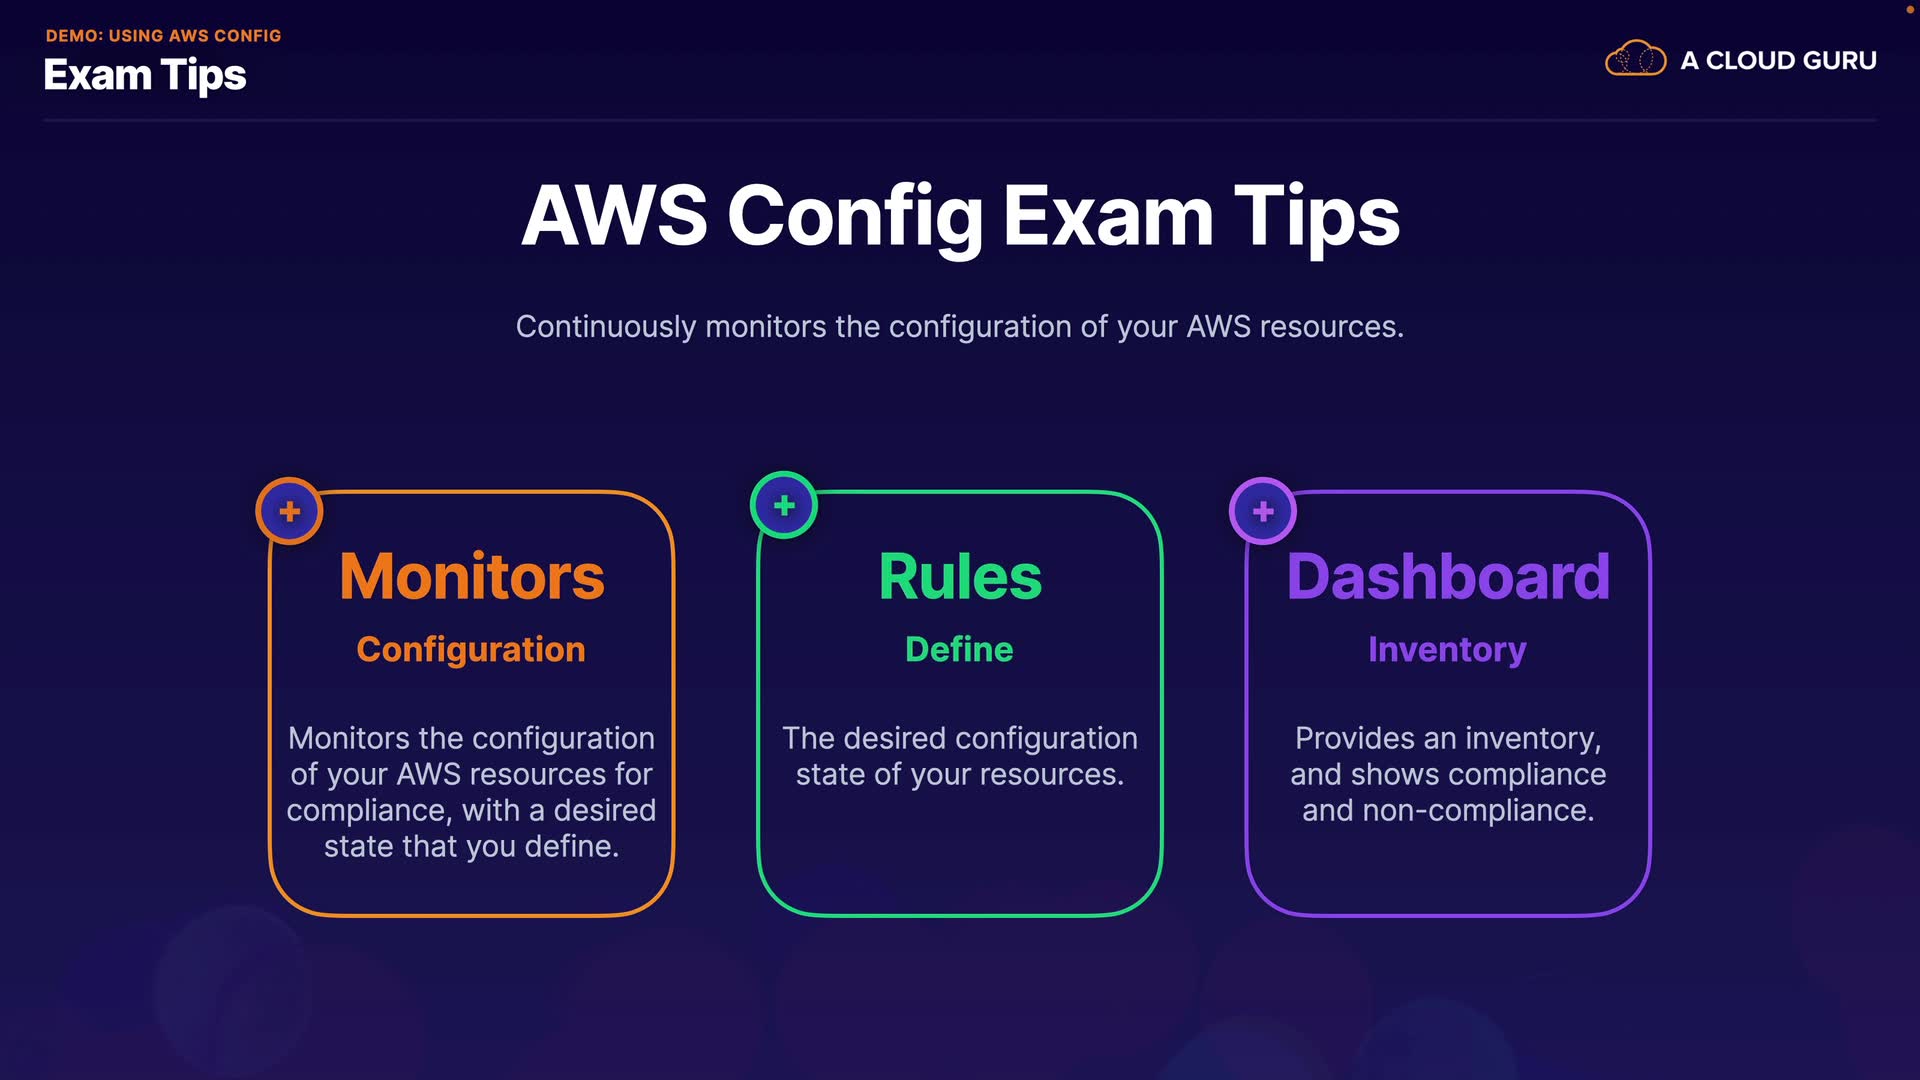 DEMO: USING AWS CONFIG
Exam Tips
A CLOUD GURU
AWS Config Exam Tips
Continuously monitors the configuration of your AWS resources.
Monitors
Configuration
Monitors the configuration
of your AWS resources for
compliance, with a desired
state that you define.
Rules
Define
The desired configuration
state of your resources.
Dashboard
Inventory
Provides an inventory,
and shows compliance
and non-compliance.